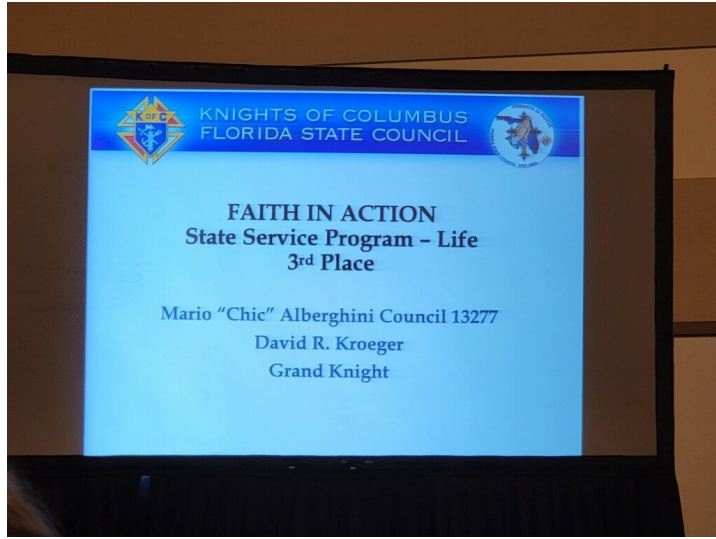 K OF C
KNIGHTS OF COLUMBUS
FLORIDA STATE COUNCIL
FAITH IN ACTION
State Service Program – Life
3rd Place
Mario “Chic” Alberghini Council 13277
David R. Kroeger
Grand Knight